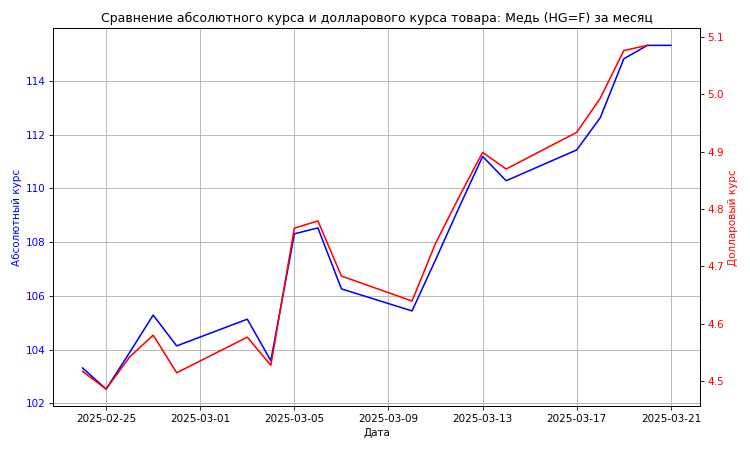 Сравнение абсолютного курса и долларового курса товара: Медь (HG=F) за месяц
Абсолютный курс
114
112
110
108
106
104
102
5.1
5.0
4.9
4.8
4.7
4.6
4.5
Долларовый курс
2025-02-25 2025-03-01 2025-03-05 2025-03-09 2025-03-13 2025-03-17 2025-03-21
Дата